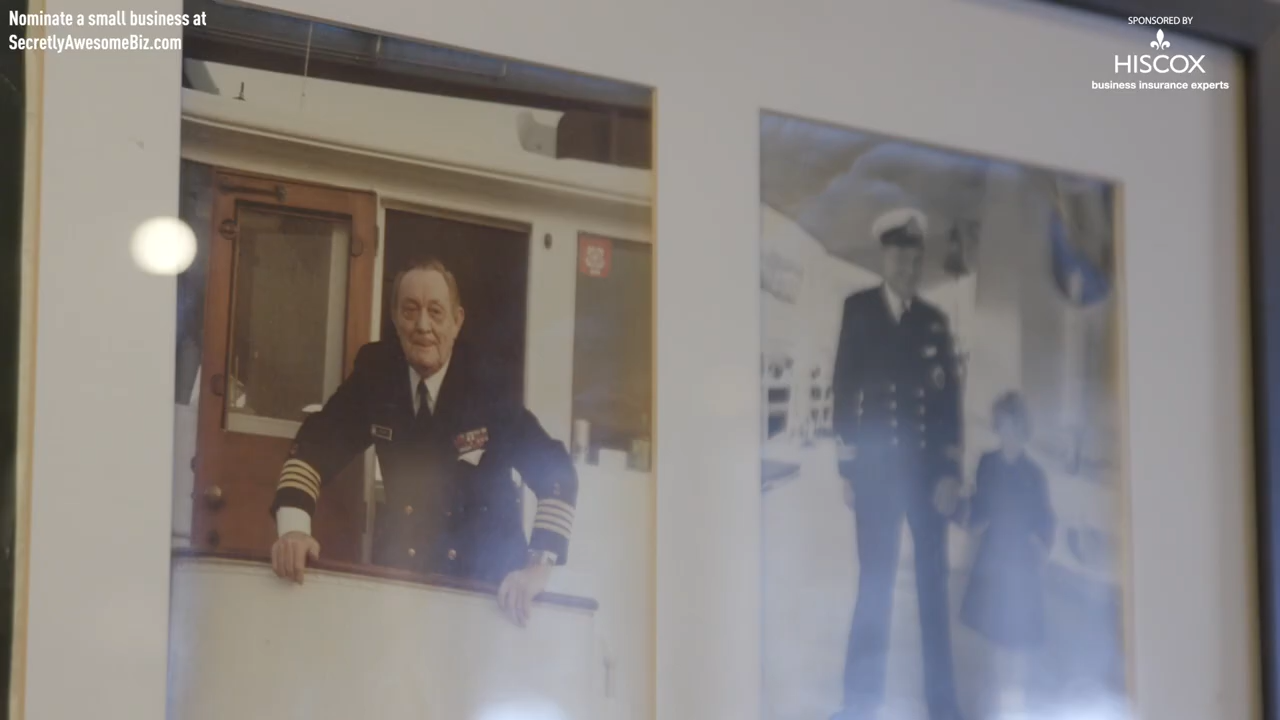 Nominate a small business at
SecretlyAwesomeBiz.com
SPONSORED BY
HISCOX
business insurance experts